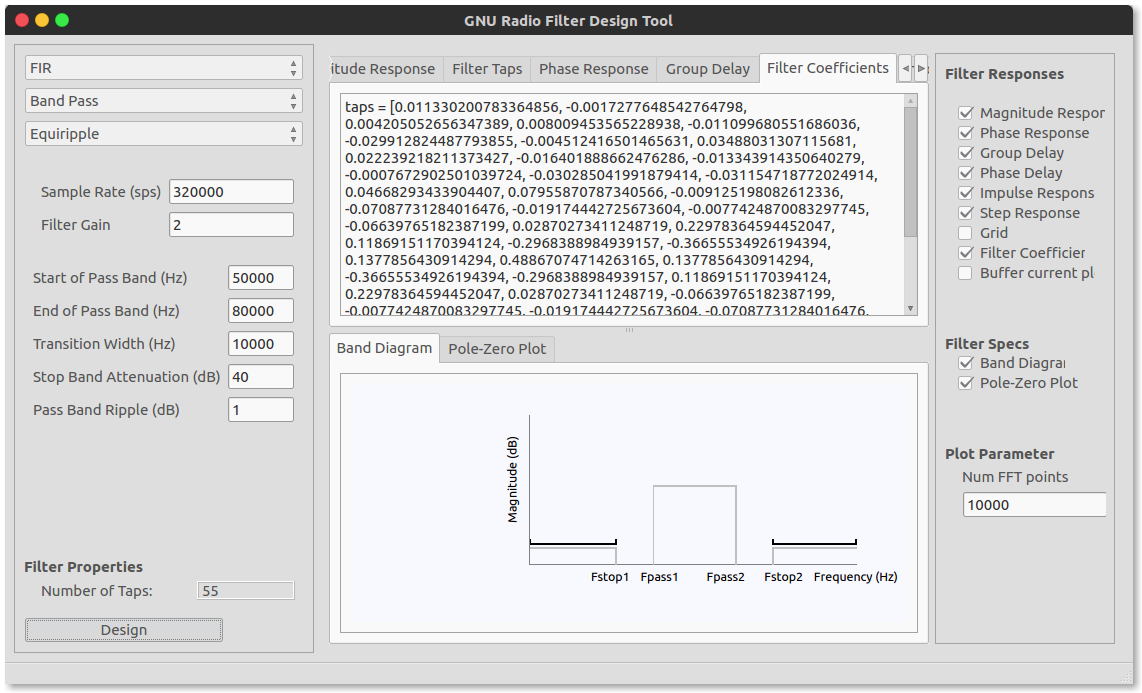 GNU Radio Filter Design Tool
FIR
Band Pass
Equiripple
Sample Rate (sps) 320000
Filter Gain 2
Start of Pass Band (Hz) 50000
End of Pass Band (Hz) 80000
Transition Width (Hz) 10000
Stop Band Attenuation (dB) 40
Pass Band Ripple (dB) 1
Filter Properties
Number of Taps: 55
Design
itude Response Filter Taps Phase Response Group Delay Filter Coefficients
taps = [0.011330200783364856, -0.0017277648542764798,
0.004205052656347389, 0.008009453565228938, -0.011099680551686036,
-0.029912824487793855, -0.004512416501465631, 0.03488031307115681,
0.022239218211373427, -0.016401888662476286, -0.013343914350640279,
-0.0007672902501039724, -0.030285041991879414, -0.031154718772024914,
0.04668293433904407, 0.07955870787340566, -0.009125198082612336,
-0.07087731284016476, -0.019174442725673604, -0.0077424870083297745,
-0.06639765182387199, 0.02870273411248719, 0.22978364594452047,
0.11869151170394124, -0.2968388984939157, -0.36655534926194394,
0.1377856430914294, 0.48867074714263165, 0.1377856430914294,
-0.36655534926194394, -0.2968388984939157, 0.11869151170394124,
0.22978364594452047, 0.02870273411248719, -0.06639765182387199,
-0.0077424870083297745, -0.019174442725673604, -0.07087731284016476,
Band Diagram Pole-Zero Plot
Magnitude (dB)
Fstop1 Fpass1 Fpass2 Fstop2 Frequency (Hz)
Filter Responses
Magnitude Respor
Phase Response
Group Delay
Phase Delay
Impulse Respons
Step Response
Grid
Filter Coefficier
Buffer current pl
Filter Specs
Band Diagrai
Pole-Zero Plot
Plot Parameter
Num FFT points
10000